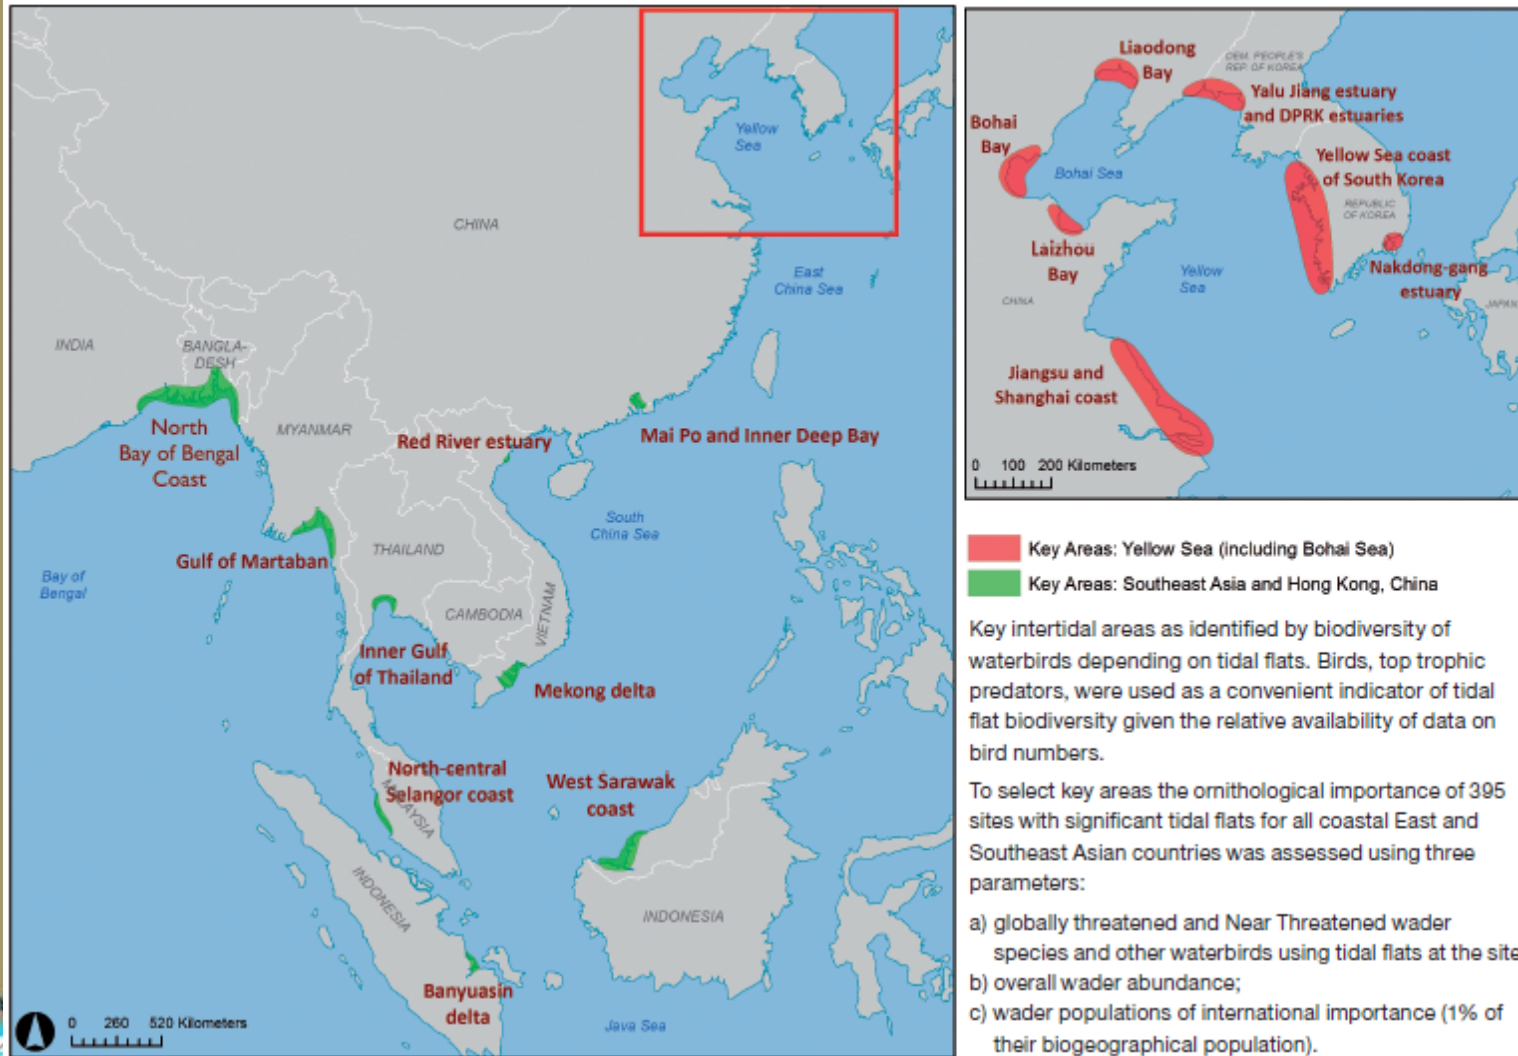 CHINA
Yellow
Sea
East
China Sea
INDIA
BANGLA-
DESH
North
Bay of Bengal
Coast
MYANMAR
Red River estuary
Mai Po and Inner Deep Bay
South
China Sea
Gulf of Martaban
THAILAND
Bay of
Bengal
CAMBODIA
VIETNAM
Inner Gulf
of Thailand
Mekong delta
North-central
Selangor coast
MALAYSIA
West Sarawak
coast
INDONESIA
INDONESIA
Banyuasin
delta
Java Sea
0 260 520 Kilometers
Liaodong
Bay
DEM. PEOPLE'S
REP. OF KOREA
Yalu Jiang estuary
and DPRK estuaries
Bohai
Bay
Bohai Sea
Yellow Sea coast
of South Korea
REPUBLIC
OF KOREA
Laizhou
Bay
Yellow
Sea
Nakdong-gang
estuary
CHINA
JAPAN
Jiangsu and
Shanghai coast
0 100 200 Kilometers
Key Areas: Yellow Sea (including Bohai Sea)
Key Areas: Southeast Asia and Hong Kong, China
Key intertidal areas as identified by biodiversity of
waterbirds depending on tidal flats. Birds, top trophic
predators, were used as a convenient indicator of tidal
flat biodiversity given the relative availability of data on
bird numbers.
To select key areas the ornithological importance of 395
sites with significant tidal flats for all coastal East and
Southeast Asian countries was assessed using three
parameters:
a) globally threatened and Near Threatened wader
species and other waterbirds using tidal flats at the site
b) overall wader abundance;
c) wader populations of international importance (1% of
their biogeographical population).